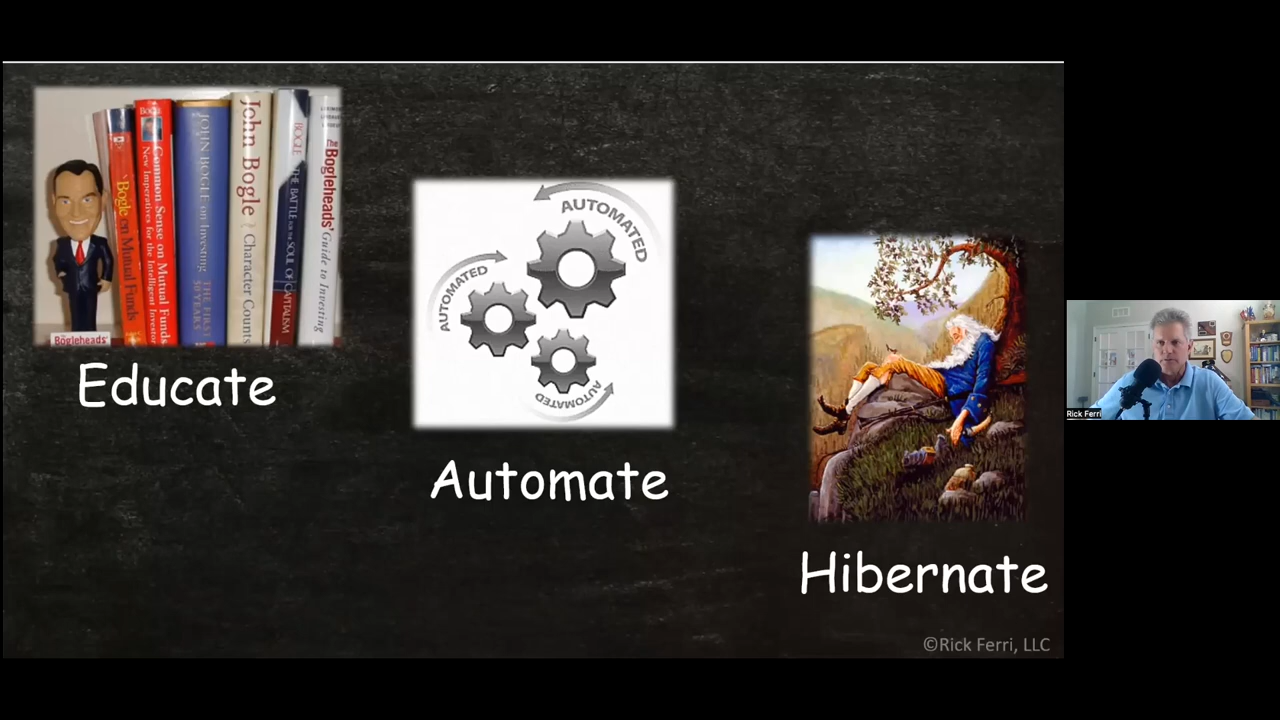 Bogle on Mutual Funds
BOGLE
Common Sense on Mutual Funds
New Imperatives for the Intelligent Investor
JOHN BOGLE on Investing THE FIRST 50 YEARS
John Bogle Character Counts
BOGLE THE BATTLE FOR THE SOUL OF CAPITALISM
The Bogleheads' Guide to Investing
Bogleheads'
Educate
AUTOMATED
AUTOMATED
AUTOMATED
Automate
Hibernate
©Rick Ferri, LLC
Rick Ferri